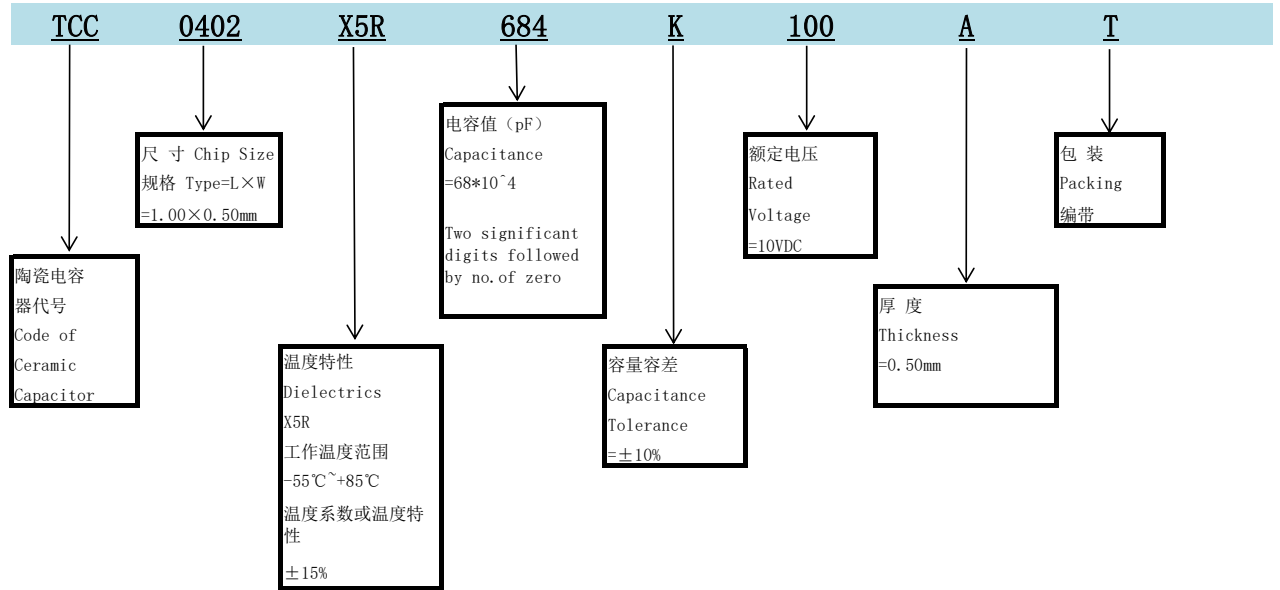 TCC 0402 X5R 684 K 100 A T
陶瓷电容
器代号
Code of
Ceramic
Capacitor
尺 寸 Chip Size
规格 Type=L×W
=1.00×0.50mm
温度特性
Dielectrics
X5R
工作温度范围
-55℃~+85℃
温度系数或温度特
性
±15%
电容值（pF）
Capacitance
=68*10^4
Two significant
digits followed
by no.of zero
容量容差
Capacitance
Tolerance
=±10%
额定电压
Rated
Voltage
=10VDC
厚 度
Thickness
=0.50mm
包 装
Packing
编带